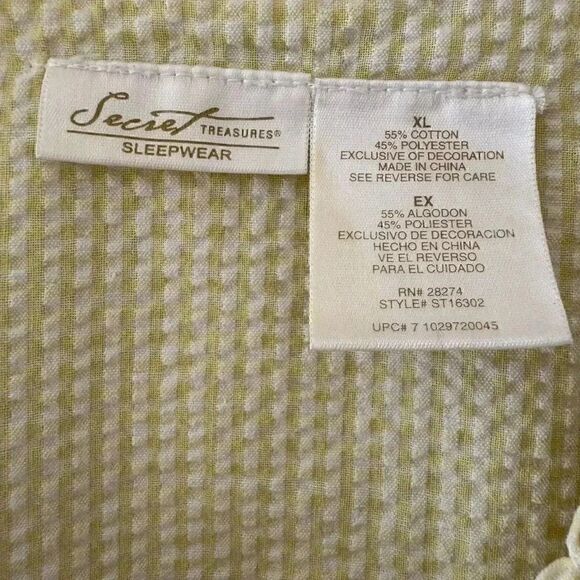 Secret TREASURES®
SLEEPWEAR
XL
55% COTTON
45% POLYESTER
EXCLUSIVE OF DECORATION
MADE IN CHINA
SEE REVERSE FOR CARE
EX
55% ALGODON
45% POLIESTER
EXCLUSIVO DE DECORACION
HECHO EN CHINA
VE EL REVERSO
PARA EL CUIDADO
RN# 28274
STYLE# ST16302
UPC# 7 1029720045